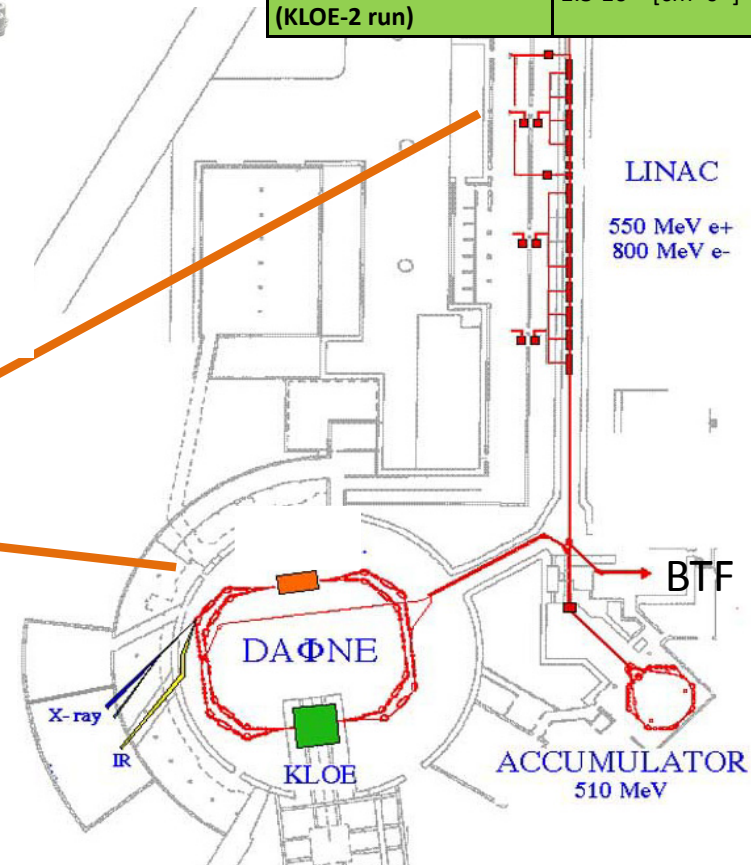 (KLOE-2 run)
LINAC
550 MeV e+
800 MeV e-
BTF
DAΦNE
X-ray
IR
KLOE
ACCUMULATOR
510 MeV